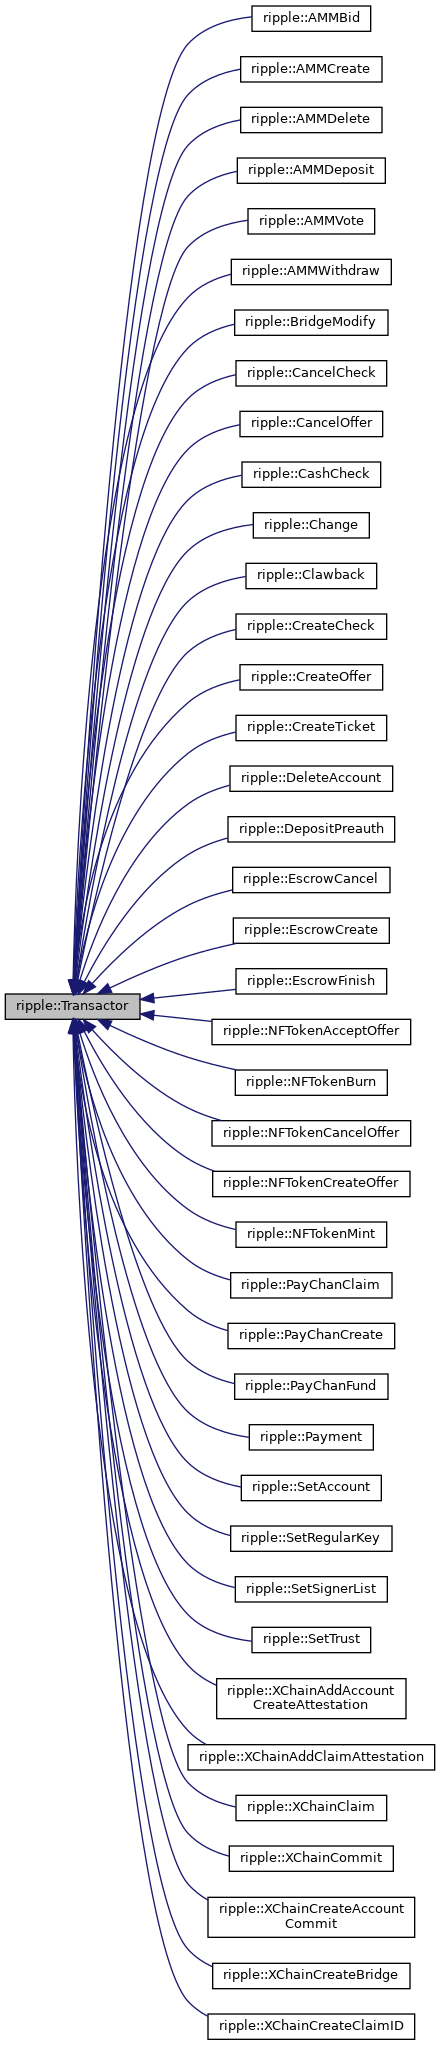 ripple::AMMBid
ripple::AMMCreate
ripple::AMMDelete
ripple::AMMDeposit
ripple::AMMVote
ripple::AMMWithdraw
ripple::BridgeModify
ripple::CancelCheck
ripple::CancelOffer
ripple::CashCheck
ripple::Change
ripple::Clawback
ripple::CreateCheck
ripple::CreateOffer
ripple::CreateTicket
ripple::DeleteAccount
ripple::DepositPreauth
ripple::EscrowCancel
ripple::EscrowCreate
ripple::EscrowFinish
ripple::Transactor
ripple::NFTokenAcceptOffer
ripple::NFTokenBurn
ripple::NFTokenCancelOffer
ripple::NFTokenCreateOffer
ripple::NFTokenMint
ripple::PayChanClaim
ripple::PayChanCreate
ripple::PayChanFund
ripple::Payment
ripple::SetAccount
ripple::SetRegularKey
ripple::SetSignerList
ripple::SetTrust
ripple::XChainAddAccount
CreateAttestation
ripple::XChainAddClaimAttestation
ripple::XChainClaim
ripple::XChainCommit
ripple::XChainCreateAccount
Commit
ripple::XChainCreateBridge
ripple::XChainCreateClaimID